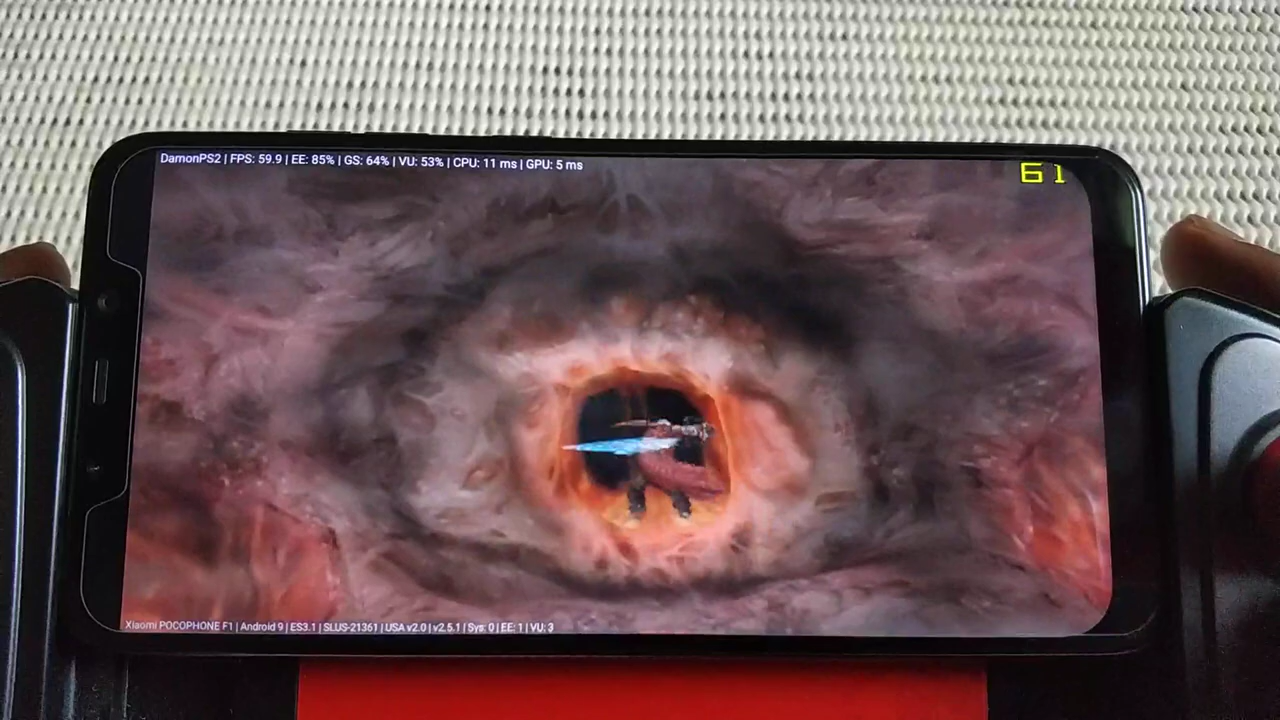 DamonPS2 | FPS: 59.9 | EE: 85% | GS: 64% | VU: 53% | CPU: 11 ms | GPU: 5 ms
61
Xiaomi POCOPHONE F1 | Android 9 | ES3.1 | SLUS-21361 | USA v2.0 | v2.5.1 | Sys: 0 | EE: 1 | VU: 3